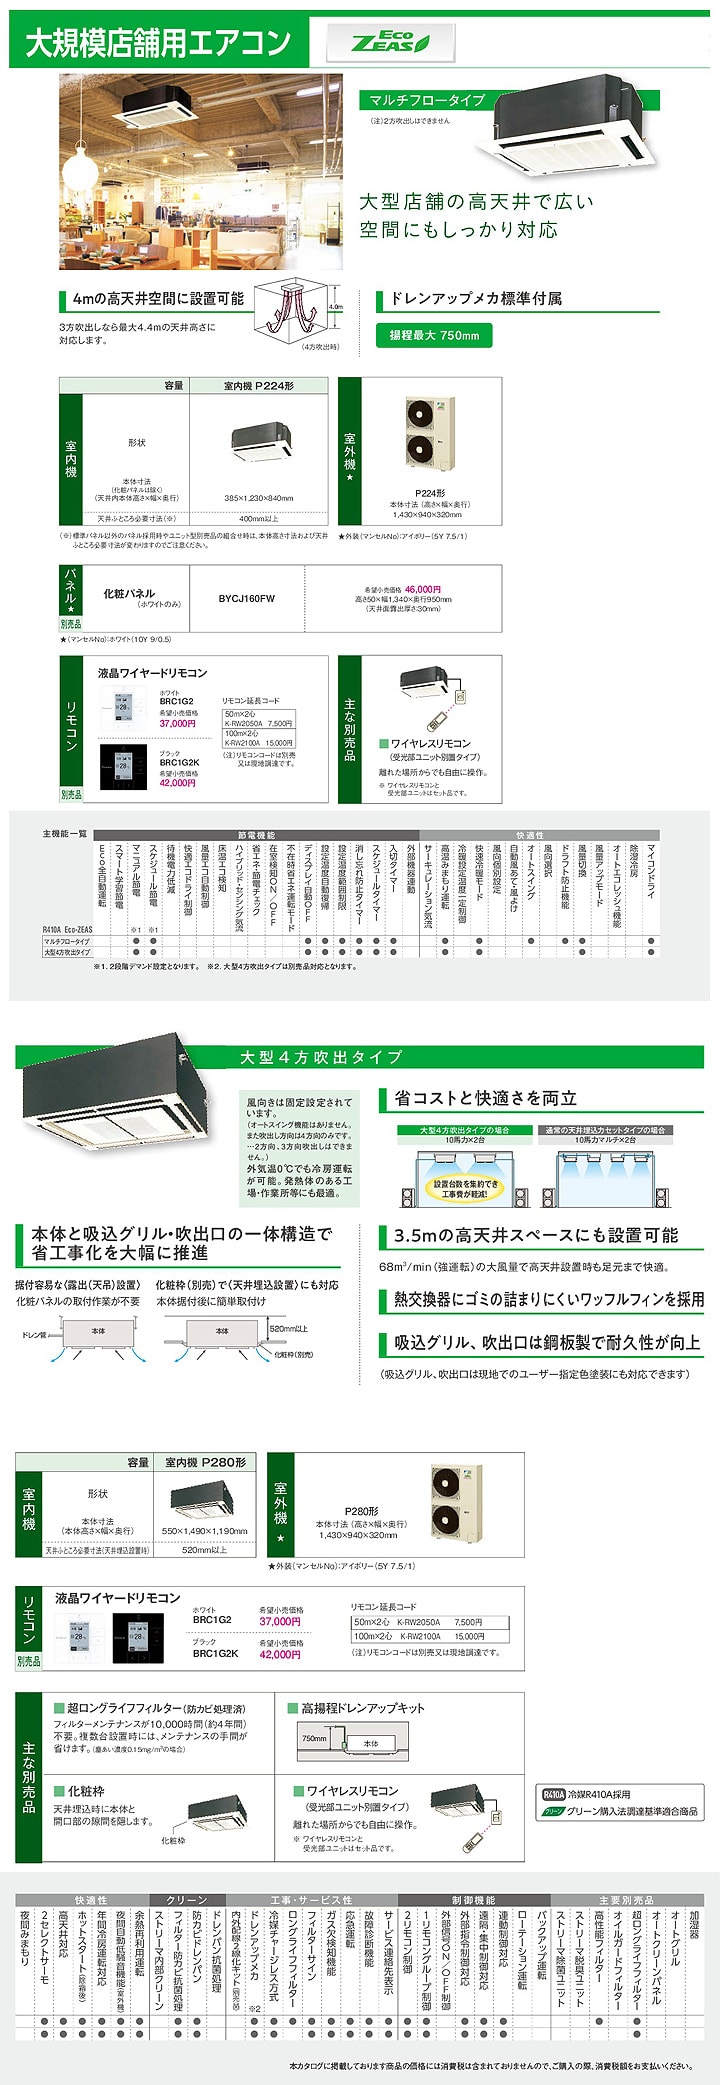 大規模店舗用エアコン
Eco
ZEAS
マルチフロータイプ
(注)2方吹出しはできません
大型店舗の高天井で広い
空間にもしっかり対応
4mの高天井空間に設置可能
3方吹出しなら最大4.4mの天井高さに
対応します。
4.0m
(4方吹出時)
ドレンアップメカ標準付属
揚程最大 750mm
容量
室内機 P224形
室内機
形状
本体寸法
(化粧パネルは除く)
(天井内本体高さ×幅×奥行)
385×1,230×840mm
天井ふところ必要寸法(※)
400mm以上
室外機★
P224形
本体寸法 (高さ×幅×奥行)
1,430×940×320mm
(※)標準パネル以外のパネル採用時やユニット型別売品の組合せ時は、本体高さ寸法および天井
ふところ必要寸法が変わりますのでご注意ください。
★外装(マンセルNo):アイボリー(5Y 7.5/1)
パネル★
別売品
化粧パネル
(ホワイトのみ)
BYCJ160FW
希望小売価格 46,000円
高さ50×幅1,340×奥行950mm
(天井面露出厚さ:30mm)
★(マンセルNo):ホワイト(10Y 9/0.5)
リモコン
別売品
液晶ワイヤードリモコン
ホワイト
BRC1G2
希望小売価格
37,000円
ブラック
BRC1G2K
希望小売価格
42,000円
リモコン延長コード
50m×2心
K-RW2050A 7,500円
100m×2心
K-RW2100A 15,000円
(注)リモコンコードは別売
又は現地調達です。
主な別売品
ワイヤレスリモコン
(受光部ユニット別置タイプ)
離れた場所からでも自由に操作。
※ ワイヤレスリモコンと
受光部ユニットはセット品です。
主機能一覧
節電機能
快適性
Eco全自動運転
スマート学習節電
マニュアル節電
※1
スケジュール節電
※1
待機電力低減
快適エコドライ制御
風量エコ自動制御
床温エコ検知
ハイブリッド・センシング気流
省エネ・節電チェック
在室検知ON/OFF
不在時省エネ運転モード
ディスプレイ自動OFF
設定温度自動復帰
設定温度範囲制限
消し忘れ防止タイマー
スケジュールタイマー
入切タイマー
外部機器連動
サーキュレーション気流
高温みまもり運転
冷暖設定温度二定制御
快速冷暖モード
風向個別設定
自動風あて・風よけ
オートスイング
風向選択
ドラフト防止機能
風量切換
風量アップモード
オートエコレッシュ機能
除湿冷房
マイコンドライ
R410A Eco-ZEAS
マルチフロータイプ
大型4方吹出タイプ
※1. 2段階デマンド設定となります。 ※2. 大型4方吹出タイプは別売品対応となります。
大型4方吹出タイプ
風向きは固定設定されて
います。
(オートスイング機能はありません。
また吹出し方向は4方向のみです。
…2方向、3方向吹出しはできま
せん。)
外気温0℃でも冷房運転
が可能。発熱体のある工
場・作業所等にも最適。
省コストと快適さを両立
大型4方吹出タイプの場合
10馬力×2台
設置台数を集約でき
工事費が軽減!
通常の天井埋込カセットタイプの場合
10馬力マルチ×2台
本体と吸込グリル・吹出口の一体構造で
省工事化を大幅に推進
据付容易な〈露出(天吊)設置〉
化粧パネルの取付作業が不要
ドレン管
本体
化粧枠(別売)で〈天井埋込設置〉にも対応
本体据付後に簡単取付け
本体
520mm以上
化粧枠(別売)
3.5mの高天井スペースにも設置可能
68m³/min(強運転)の大風量で高天井設置時も足元まで快適。
熱交換器にゴミの詰まりにくいワッフルフィンを採用
吸込グリル、吹出口は鋼板製で耐久性が向上
(吸込グリル、吹出口は現地でのユーザー指定色塗装にも対応できます)
容量
室内機 P280形
室内機
形状
本体寸法
(本体高さ×幅×奥行)
550×1,490×1,190mm
天井ふところ必要寸法(天井埋込設置時)
520mm以上
室外機★
P280形
本体寸法 (高さ×幅×奥行)
1,430×940×320mm
★外装(マンセルNo):アイボリー(5Y 7.5/1)
リモコン
別売品
液晶ワイヤードリモコン
ホワイト
BRC1G2
希望小売価格
37,000円
ブラック
BRC1G2K
希望小売価格
42,000円
リモコン延長コード
50m×2心 K-RW2050A 7,500円
100m×2心 K-RW2100A 15,000円
(注)リモコンコードは別売又は現地調達です。
主な別売品
超ロングライフフィルター(防カビ処理済)
フィルターメンテナンスが10,000時間(約4年間)
不要。複数台設置時には、メンテナンスの手間が
省けます。(塵あい濃度0.15mg/m³の場合)
高揚程ドレンアップキット
750mm
本体
化粧枠
天井埋込時に本体と
開口部の隙間を隠します。
化粧枠
ワイヤレスリモコン
(受光部ユニット別置タイプ)
離れた場所からでも自由に操作。
※ ワイヤレスリモコンと
受光部ユニットはセット品です。
R410A 冷媒R410A採用
グリーン グリーン購入法調達基準適合商品
快適性
クリーン
工事・サービス性
制御機能
主要別売品
夜間みまもり
2セレクトサーモ
高天井対応
ホットスタート(除霜後)
年間冷房運転対応
夜間自動低騒音機能(室外機)
余熱再利用運転
ストリーマ内部クリーン
フィルター防カビ抗菌処理
防カビドレンパン
ドレンパン抗菌処理
内外配線2線化キット(別売品)
ドレンアップメカ
※2
冷媒チャージレス方式
ロングライフフィルター
フィルターサイン
ガス欠検知機能
応急運転
故障診断機能
サービス連絡先表示
2リモコン制御
1リモコングループ制御
外部信号ON/OFF制御
外部指令制御対応
遠隔・集中制御対応
連動制御対応
ローテーション運転
バックアップ運転
ストリーマ除菌ユニット
ストリーマ脱臭ユニット
高性能フィルター
オイルガードフィルター
超ロングライフフィルター
オートクリーンパネル
オートグリル
加湿器
本カタログに掲載しております商品の価格には消費税は含まれておりませんので、ご購入の際、消費税額をお支払いください。